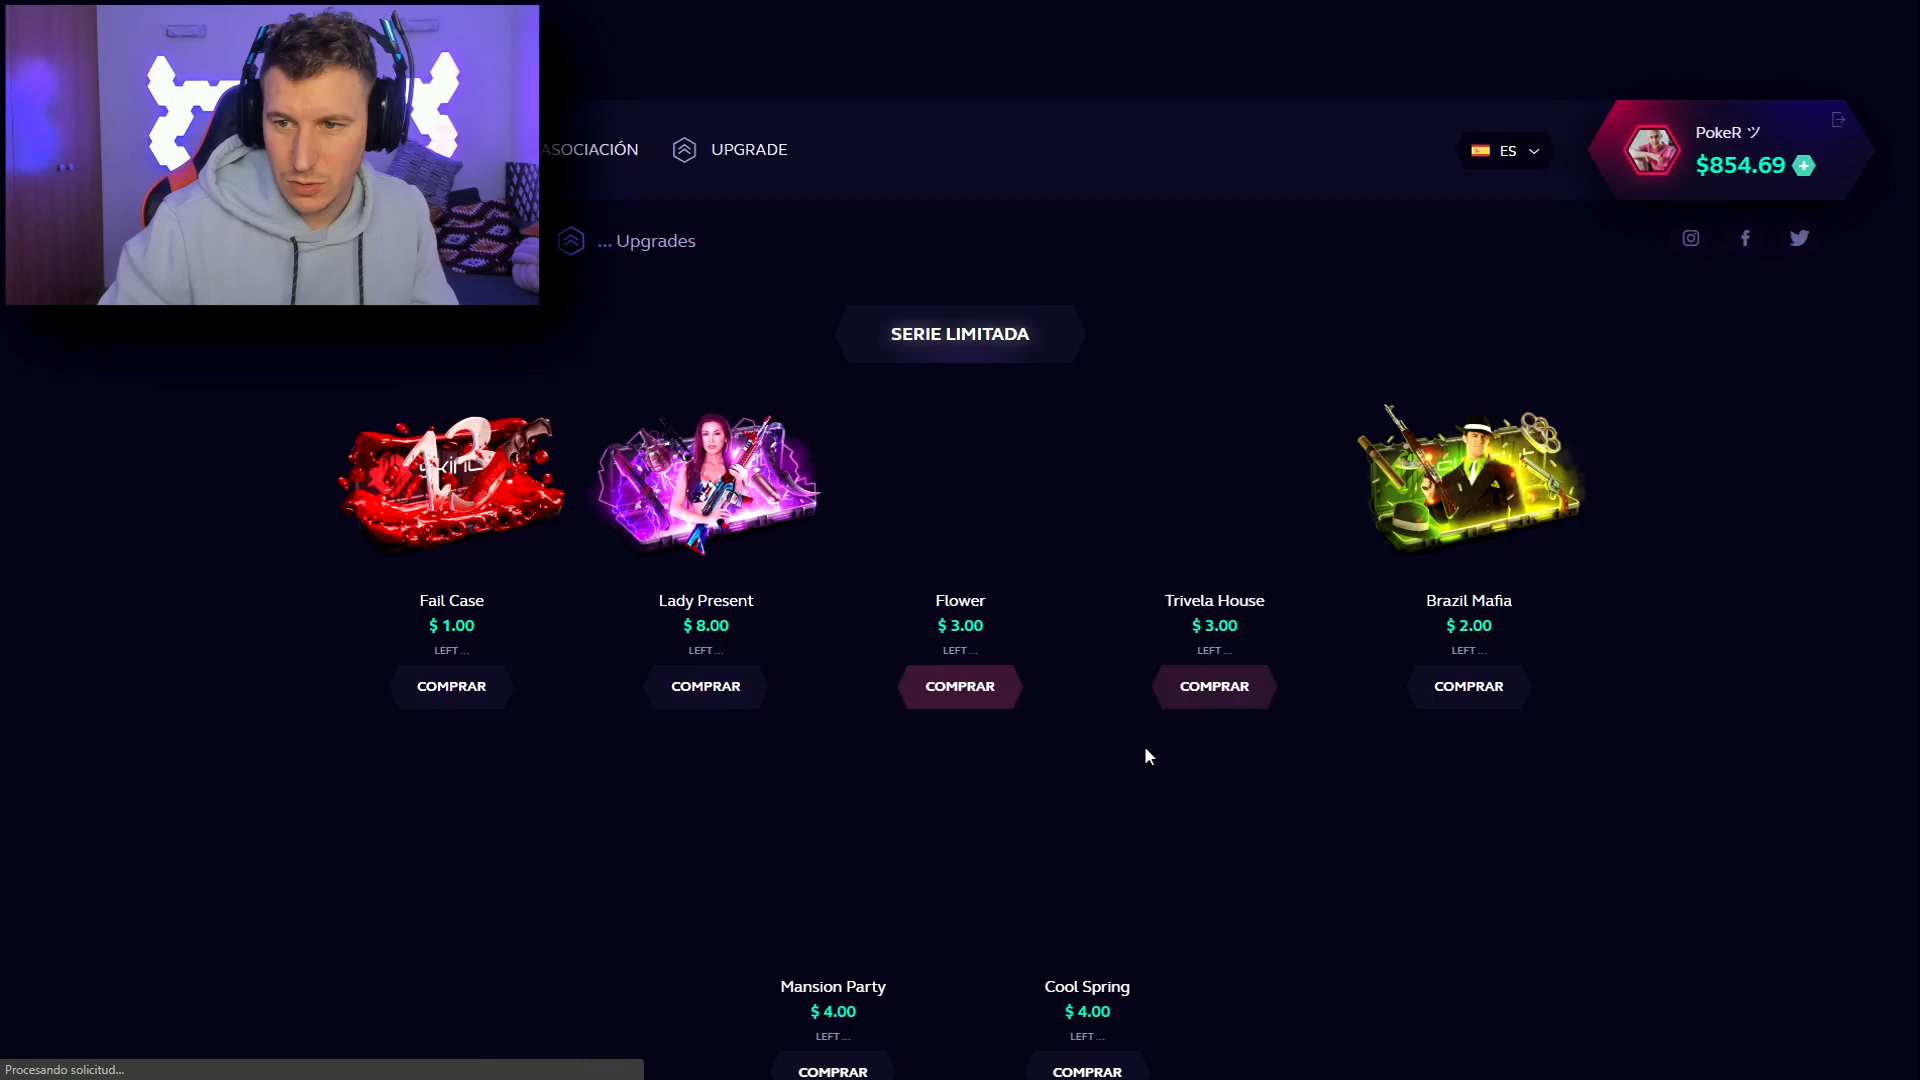 ASOCIACIÓN
UPGRADE
ES
PokeR ツ
$854.69
... Upgrades
SERIE LIMITADA
13
Fail Case
$ 1.00
LEFT ...
COMPRAR
Lady Present
$ 8.00
LEFT ...
COMPRAR
Flower
$ 3.00
LEFT ...
COMPRAR
Trivela House
$ 3.00
LEFT ...
COMPRAR
Brazil Mafia
$ 2.00
LEFT ...
COMPRAR
Mansion Party
$ 4.00
LEFT ...
COMPRAR
Cool Spring
$ 4.00
LEFT ...
COMPRAR
Procesando solicitud...